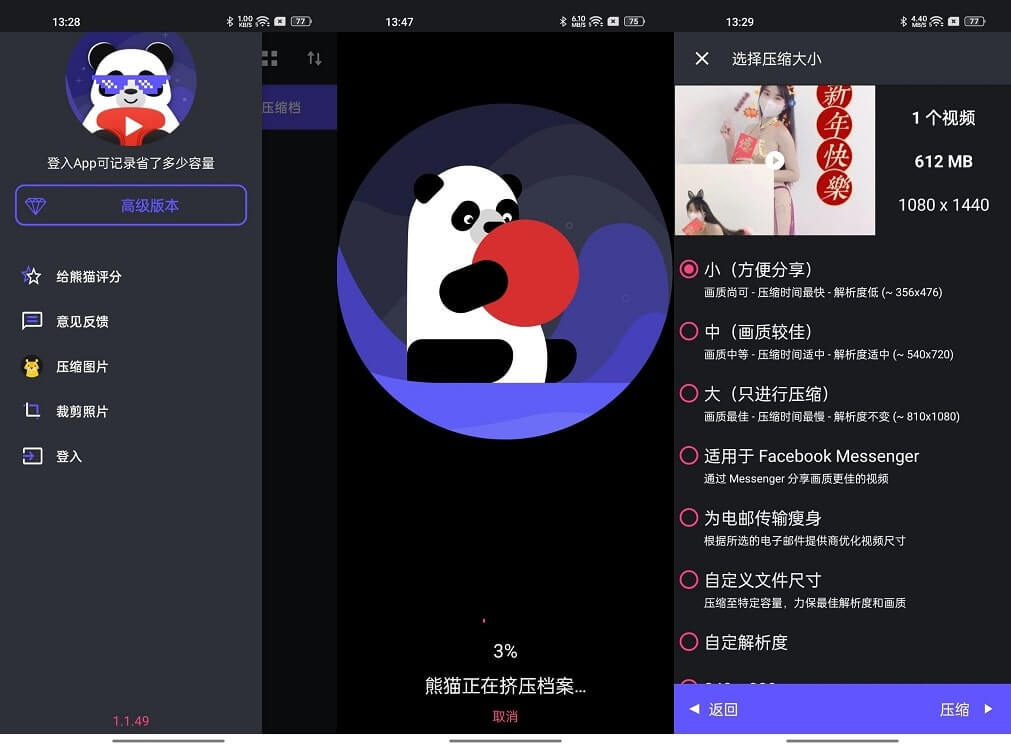 13:28
1.00
KB/S
77
压缩档
登入App可记录省了多少容量
高级版本
给熊猫评分
意见反馈
压缩图片
裁剪照片
登入
1.1.49
13:47
6.10
MB/S
75
3%
熊猫正在挤压档案...
取消
13:29
4.40
MB/S
77
选择压缩大小
新
年
快
樂
1 个视频
612 MB
1080 x 1440
小（方便分享）
画质尚可 - 压缩时间最快 - 解析度低 (~ 356x476)
中（画质较佳）
画质中等 - 压缩时间适中 - 解析度适中 (~ 540x720)
大（只进行压缩）
画质最佳 - 压缩时间最慢 - 解析度不变 (~ 810x1080)
适用于 Facebook Messenger
通过 Messenger 分享画质更佳的视频
为电邮传输瘦身
根据所选的电子邮件提供商优化视频尺寸
自定义文件尺寸
压缩至特定容量，力保最佳解析度和画质
自定解析度
返回
压缩